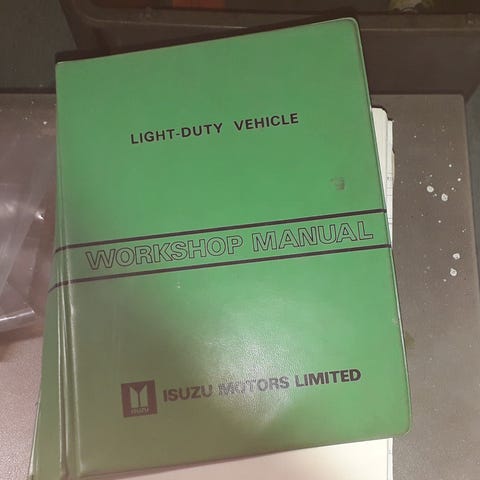 LIGHT-DUTY VEHICLE
WORKSHOP MANUAL
ISUZU
ISUZU MOTORS LIMITED